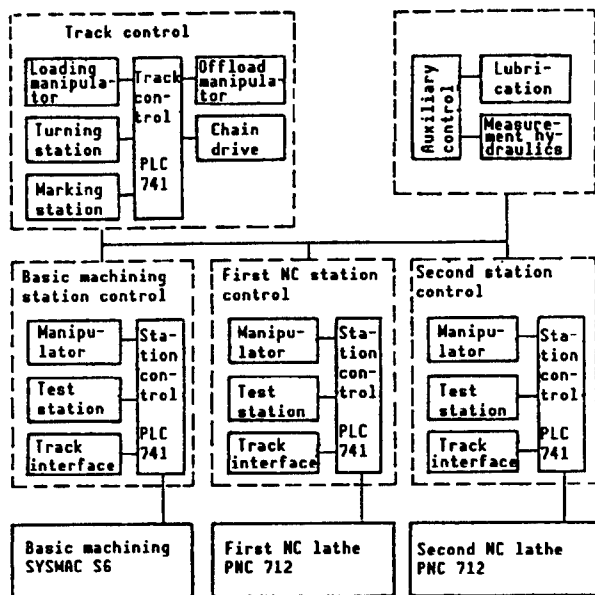 Track control
Loading
manipula-
tor
Turning
station
Marking
station
Track
con-
trol
PLC
741
Offload
manipula-
tor
Chain
drive
Auxiliary
control
Lubri-
cation
Measure-
ment hy-
draulics
Basic machining
station control
Manipu-
lator
Test
station
Track
interface
Sta-
tion
con-
trol
PLC
741
First NC station
control
Manipu-
lator
Test
station
Track
interface
Sta-
tion
con-
trol
PLC
741
Second station
control
Manipu-
lator
Test
station
Track
interface
Sta-
tion
con-
trol
PLC
741
Basic machining
SYSMAC S6
First NC lathe
PNC 712
Second NC lathe
PNC 712